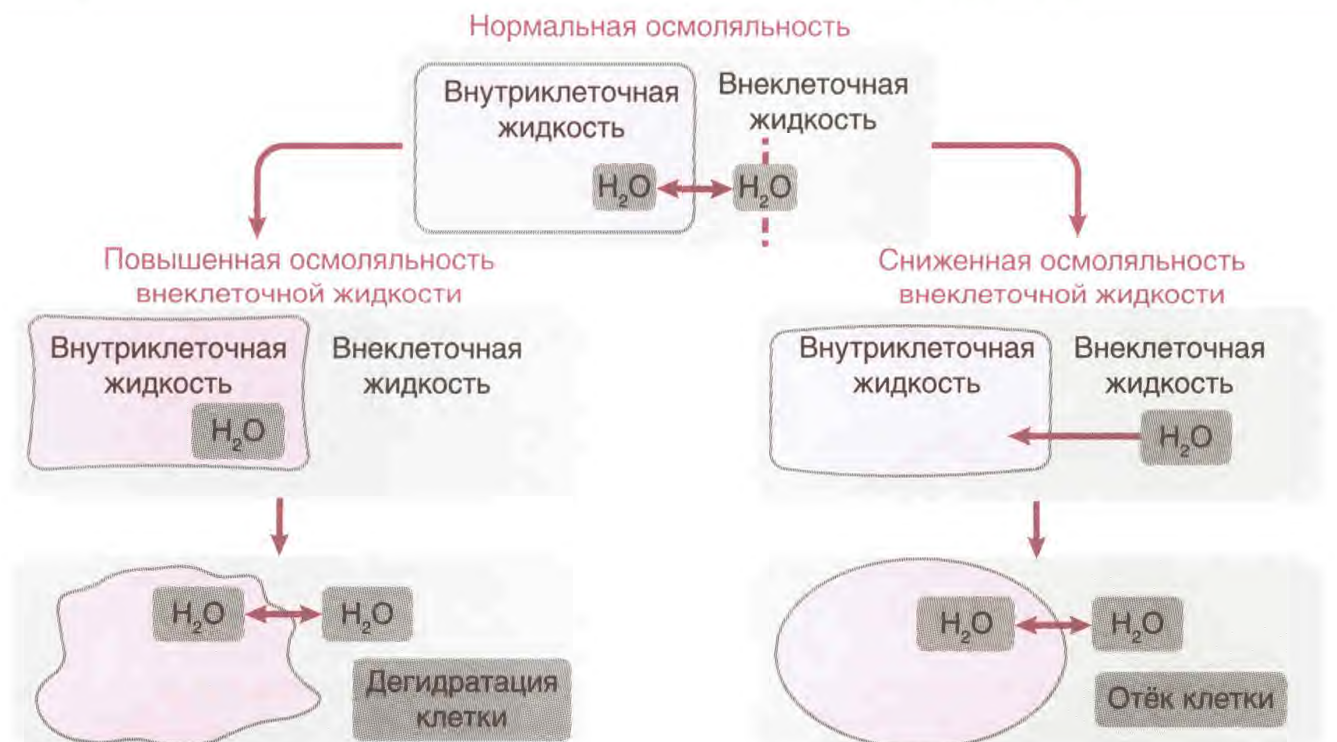 Нормальная осмоляльность
Внутриклеточная
жидкость
Внеклеточная
жидкость
H₂O
H₂O
Повышенная осмоляльность
внеклеточной жидкости
Внутриклеточная
жидкость
H₂O
Внеклеточная
жидкость
H₂O
H₂O
Дегидратация
клетки
Сниженная осмоляльность
внеклеточной жидкости
Внутриклеточная
жидкость
Внеклеточная
жидкость
H₂O
H₂O
H₂O
Отёк клетки